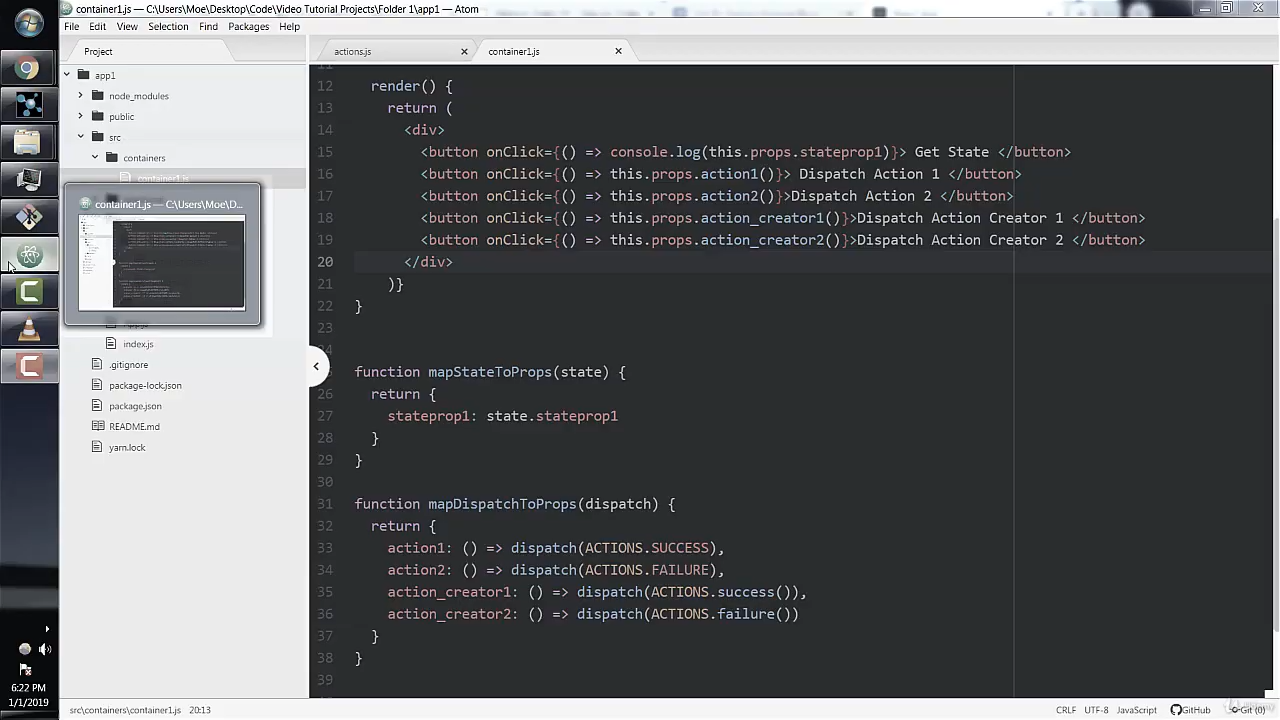 container1.js — C:\Users\Moe\Desktop\Code\Video Tutorial Projects\Folder 1\app1 — Atom
File Edit View Selection Find Packages Help
Project
actions.js
container1.js
app1
node_modules
public
src
containers
container1.js
container1.js — C:\Users\Moe\D...
index.js
.gitignore
package-lock.json
package.json
README.md
yarn.lock
11
12 render() {
13 return (
14 <div>
15 <button onClick={() => console.log(this.props.stateprop1)}> Get State </button>
16 <button onClick={() => this.props.action1()}> Dispatch Action 1 </button>
17 <button onClick={() => this.props.action2()}>Dispatch Action 2 </button>
18 <button onClick={() => this.props.action_creator1()}>Dispatch Action Creator 1 </button>
19 <button onClick={() => this.props.action_creator2()}>Dispatch Action Creator 2 </button>
20 </div>
21 )}
22 }
23
24
function mapStateToProps(state) {
26 return {
27 stateprop1: state.stateprop1
28 }
29 }
30
31 function mapDispatchToProps(dispatch) {
32 return {
33 action1: () => dispatch(ACTIONS.SUCCESS),
34 action2: () => dispatch(ACTIONS.FAILURE),
35 action_creator1: () => dispatch(ACTIONS.success()),
36 action_creator2: () => dispatch(ACTIONS.failure())
37 }
38 }
39
6:22 PM
1/1/2019
src\containers\container1.js 20:13
CRLF UTF-8 JavaScript GitHub Git (0)